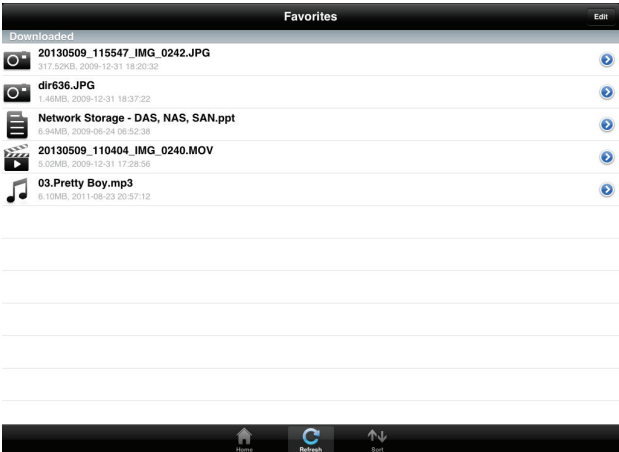 Favorites
Edit
Downloaded
20130509_115547_IMG_0242.JPG
317.52KB, 2009-12-31 18:20:32
dir636.JPG
1.46MB, 2009-12-31 18:37:22
Network Storage - DAS, NAS, SAN.ppt
6.94MB, 2009-06-24 06:52:38
20130509_110404_IMG_0240.MOV
5.02MB, 2009-12-31 17:28:56
03.Pretty Boy.mp3
6.10MB, 2011-08-23 20:57:12
Home
Refresh
Sort